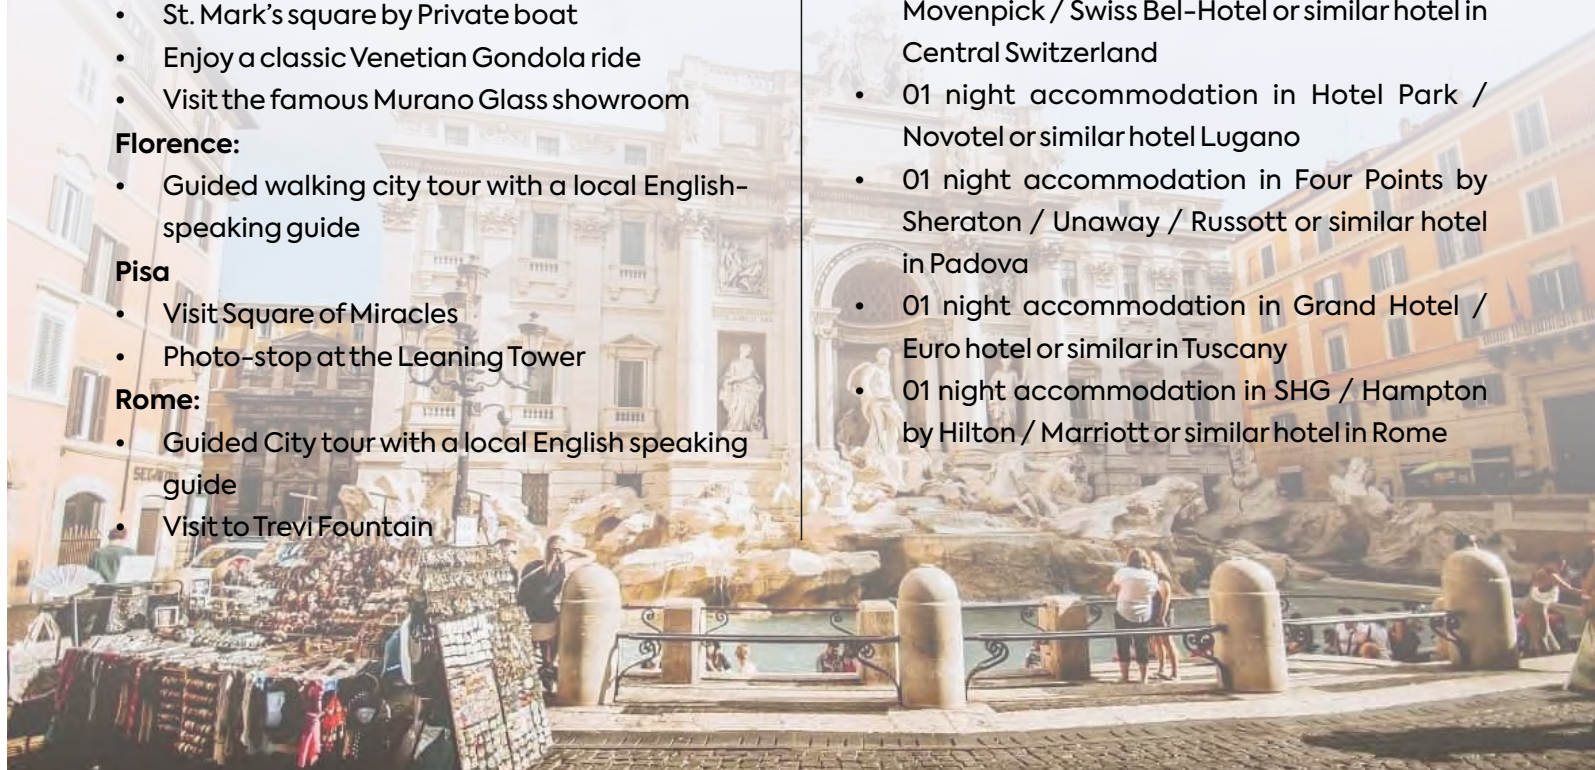 • St. Mark’s square by Private boat
• Enjoy a classic Venetian Gondola ride
• Visit the famous Murano Glass showroom
Florence:
• Guided walking city tour with a local English-
speaking guide
Pisa
• Visit Square of Miracles
• Photo-stop at the Leaning Tower
Rome:
• Guided City tour with a local English speaking
guide
• Visit to Trevi Fountain
Movenpick / Swiss Bel-Hotel or similar hotel in
Central Switzerland
• 01 night accommodation in Hotel Park /
Novotel or similar hotel Lugano
• 01 night accommodation in Four Points by
Sheraton / Unaway / Russott or similar hotel
in Padova
• 01 night accommodation in Grand Hotel /
Euro hotel or similar in Tuscany
• 01 night accommodation in SHG / Hampton
by Hilton / Marriott or similar hotel in Rome